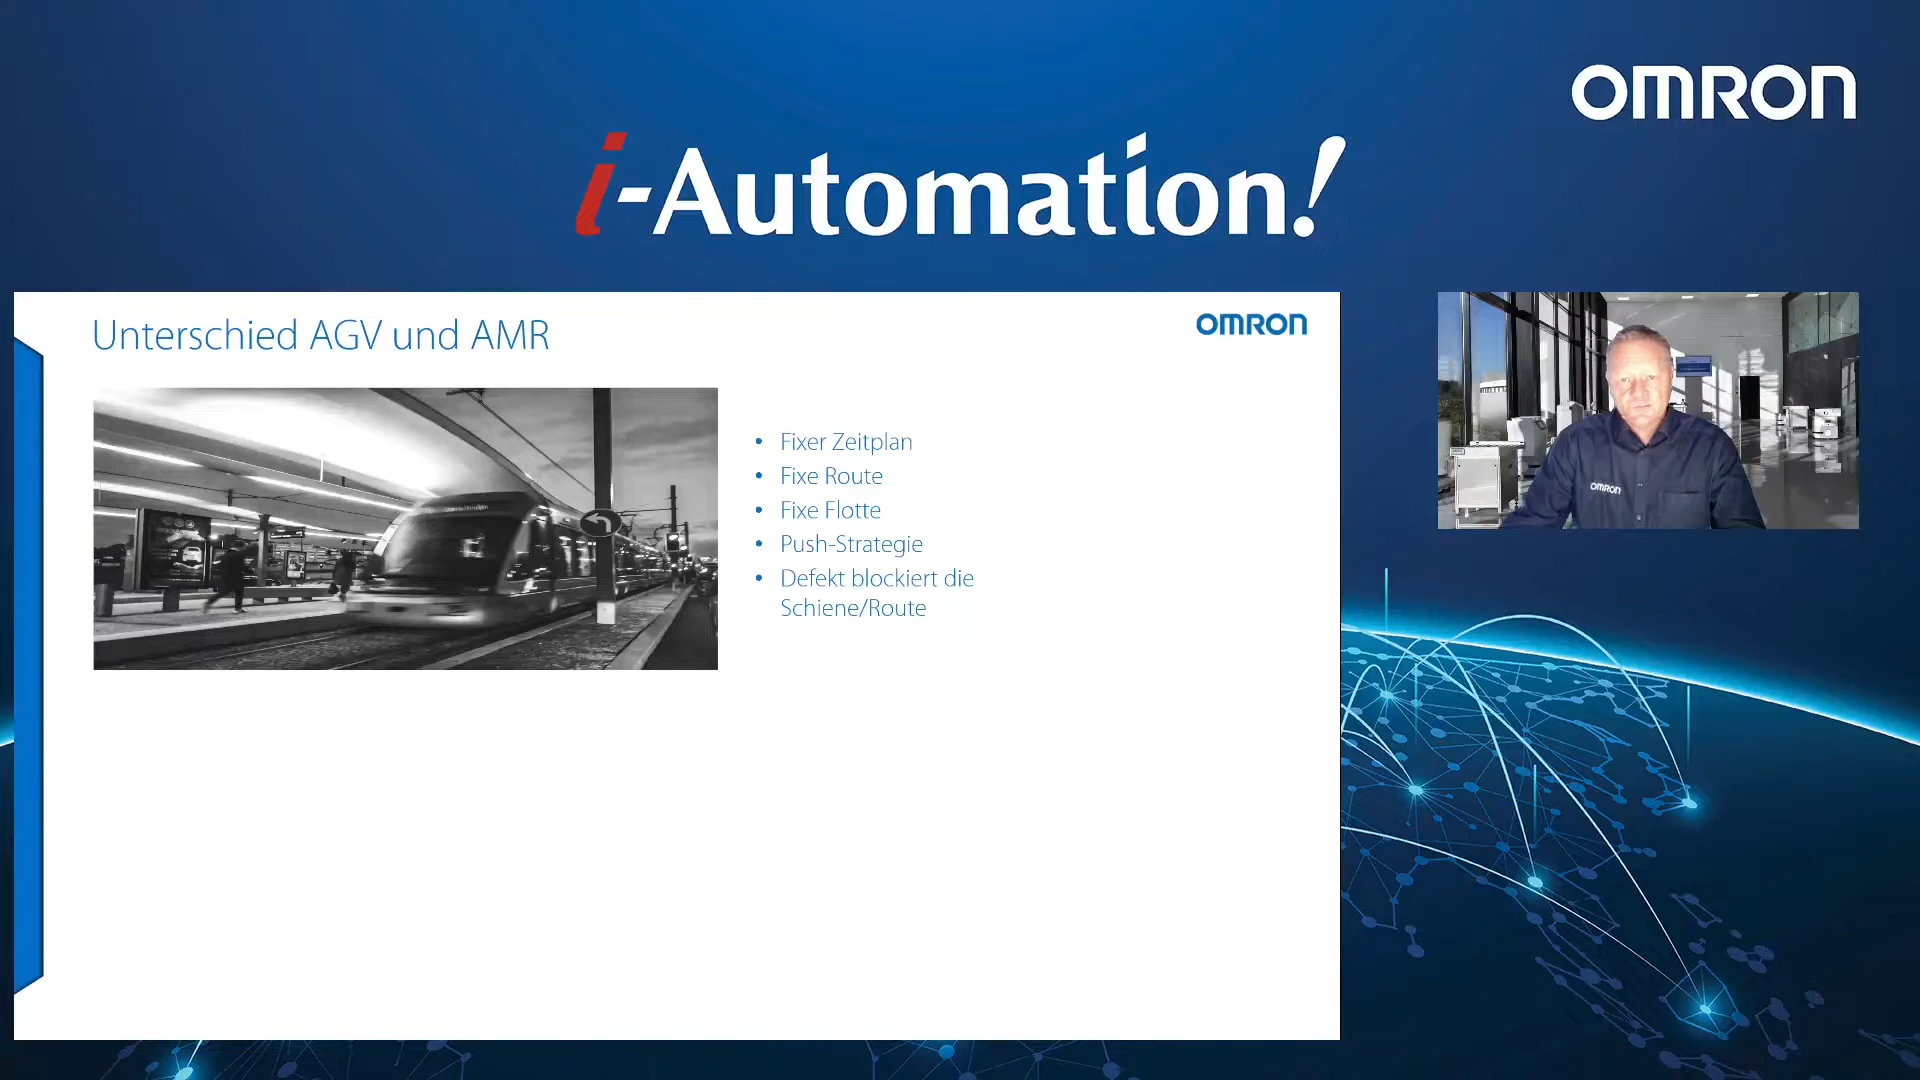 OMRON
i-Automation!
Unterschied AGV und AMR
OMRON
• Fixer Zeitplan
• Fixe Route
• Fixe Flotte
• Push-Strategie
• Defekt blockiert die
Schiene/Route
OMRON